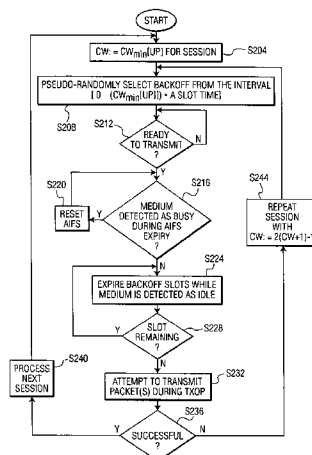 START
CW: = CWmin[UP] FOR SESSION
S204
PSEUDO-RANDOMLY SELECT BACKOFF FROM THE INTERVAL
[ 0 (CWmin[UP]) • A SLOT TIME}
S208
S212
READY
TO TRANSMIT
?
N
S220
Y
S216
RESET
AIFS
Y
MEDIUM
DETECTED AS BUSY
DURING AIFS
EXPIRY
?
S244
REPEAT
SESSION
WITH
CW: = 2(CW+1)-1
N
S224
EXPIRE BACKOFF SLOTS WHILE
MEDIUM IS DETECTED AS IDLE
S228
Y
SLOT
REMAINING
?
N
S240
PROCESS
NEXT
SESSION
S232
ATTEMPT TO TRANSMIT
PACKET(S) DURING TXOP
S236
Y
SUCCESSFUL
?
N